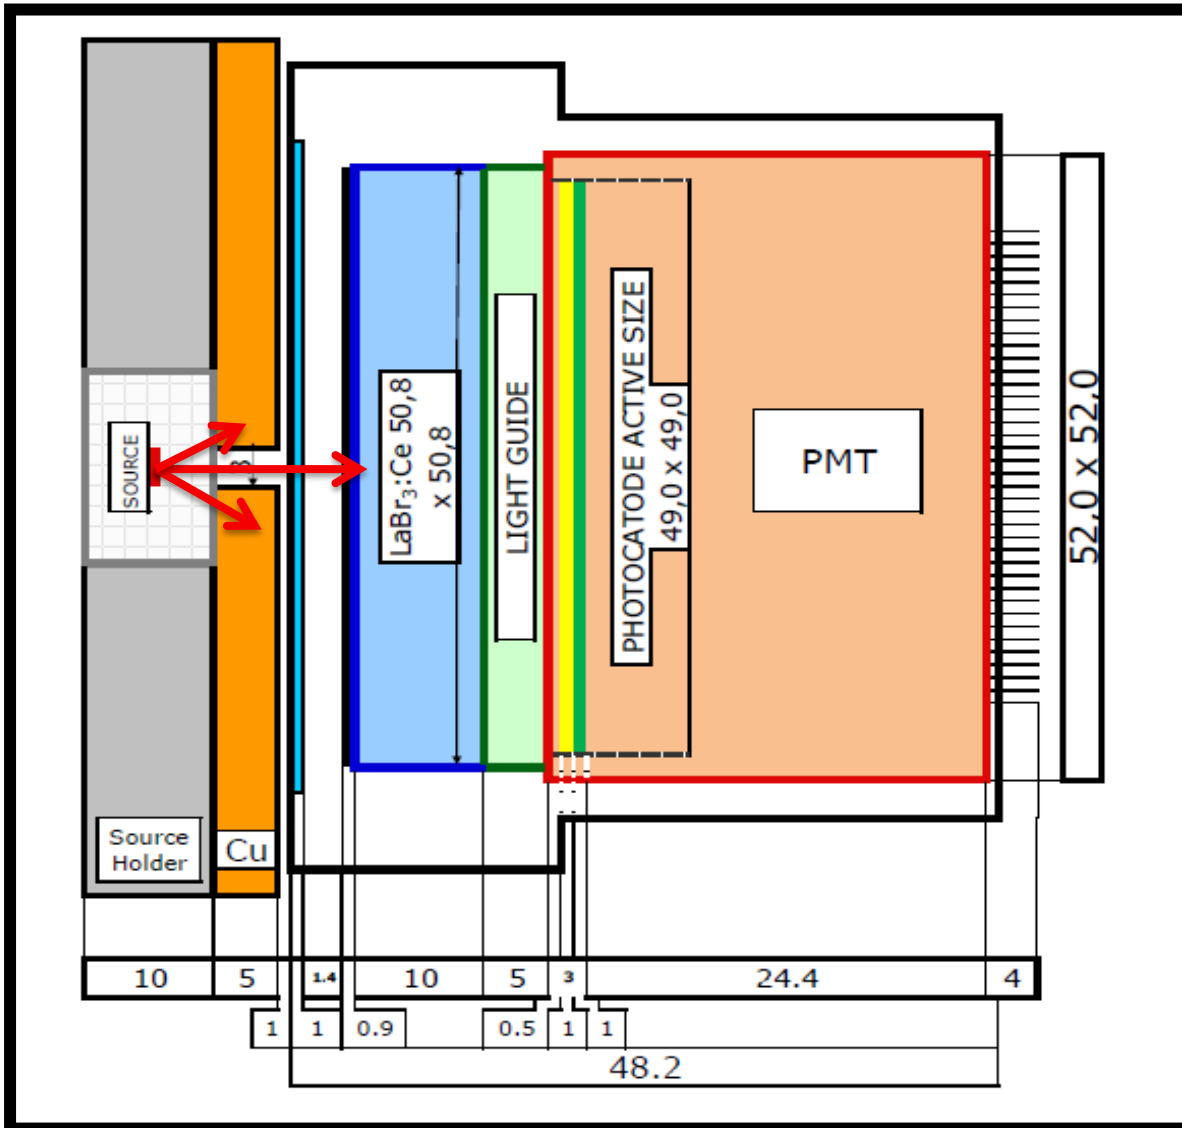 SOURCE
3
LaBr₃:Ce 50,8
x 50,8
LIGHT GUIDE
PHOTOCATODE ACTIVE SIZE
49,0 x 49,0
PMT
52,0 x 52,0
Source
Holder
Cu
10
5
1.4
10
5
3
24.4
4
1
1
0.9
0.5
1
1
48.2